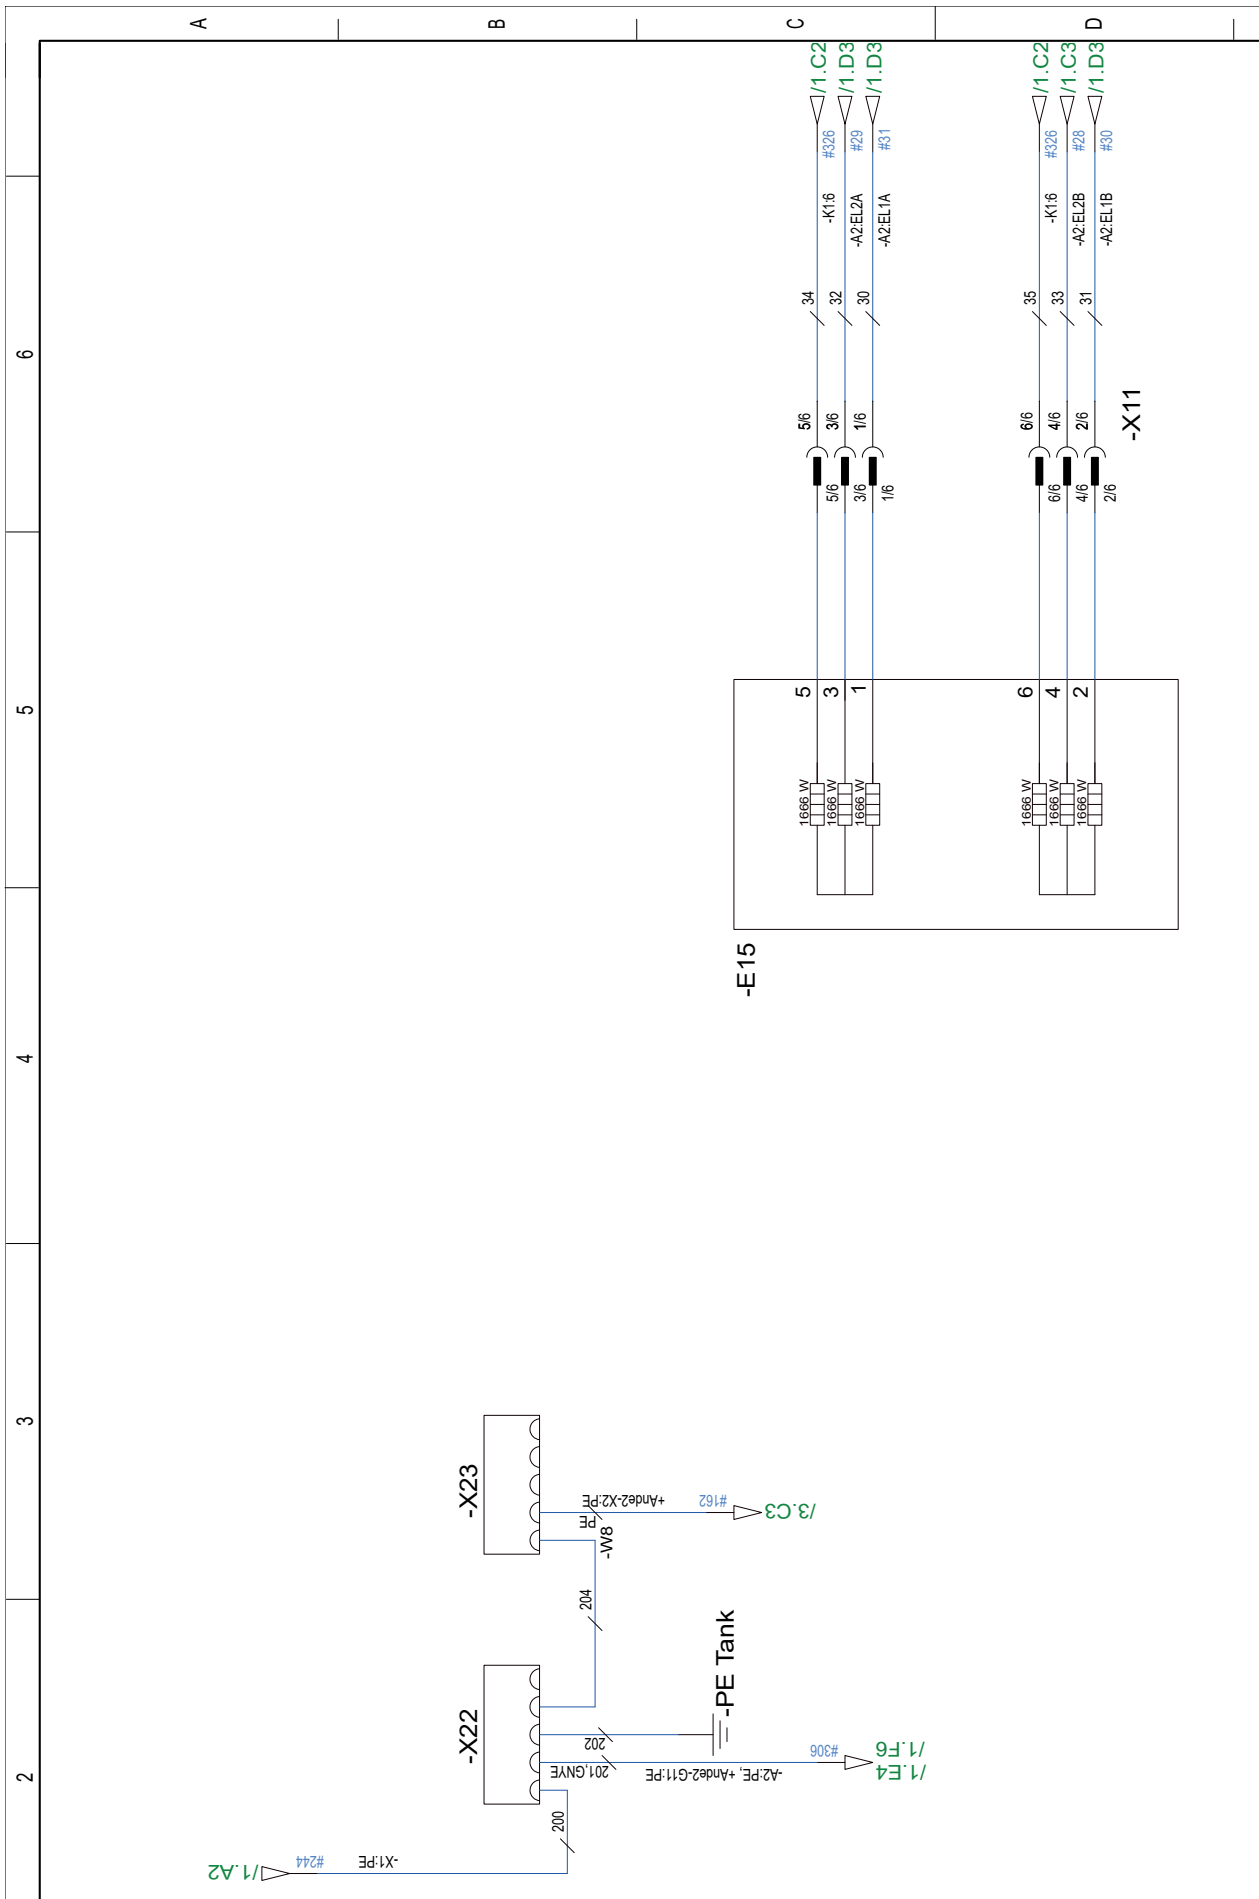 A
B
C
D
6
5
4
3
2
/1.C2
/1.D3
/1.D3
/1.C2
/1.C3
/1.D3
#326
#29
#31
#326
#28
#30
-K1:6
-A2:EL2A
-A2:EL1A
-K1:6
-A2:EL2B
-A2:EL1B
34
32
30
35
33
31
5/6
3/6
1/6
6/6
4/6
2/6
-X11
5/6
3/6
1/6
6/6
4/6
2/6
5
3
1
6
4
2
1666 W
1666 W
1666 W
1666 W
1666 W
1666 W
-E15
-X23
PE
-W8
+Ande2-X2:PE
#162
/3.C3
204
-X22
-PE Tank
202
201,GNYE
-A2:PE, +Ande2-G11:PE
#306
/1.E4
/1.F6
200
-X1:PE
#244
/1.A2